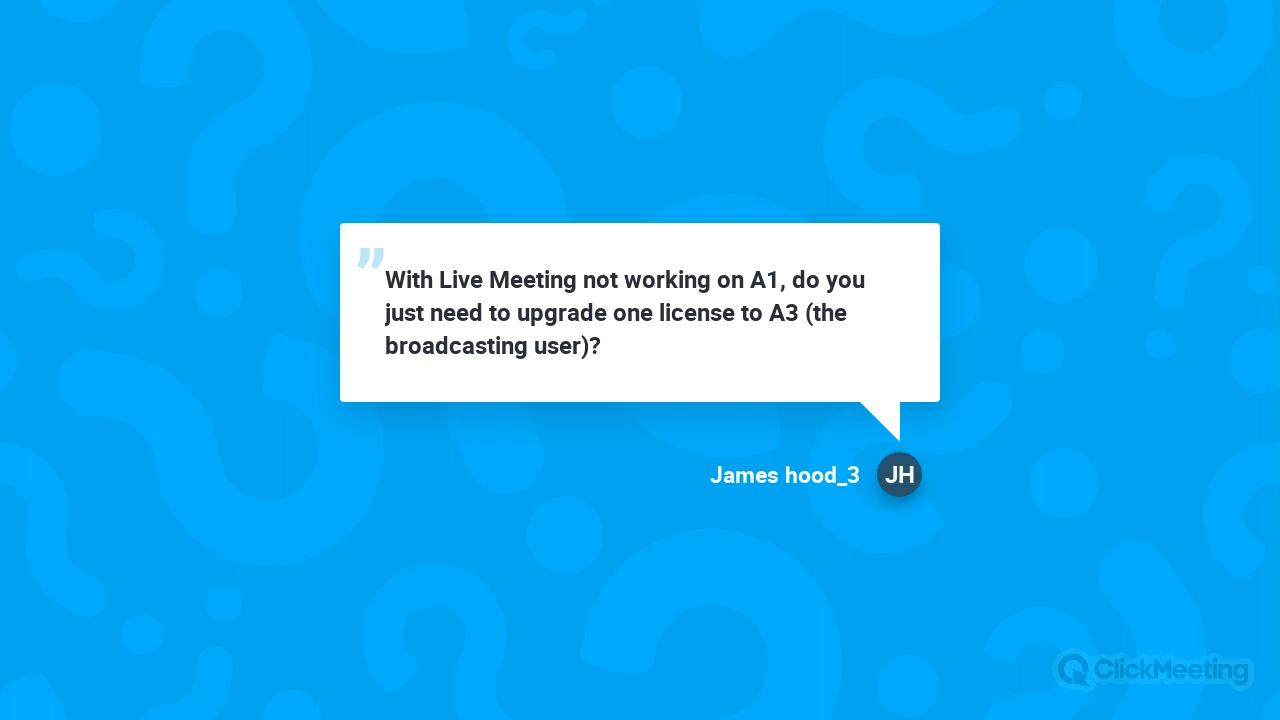 With Live Meeting not working on A1, do you
just need to upgrade one license to A3 (the
broadcasting user)?
James hood_3 JH
ClickMeeting